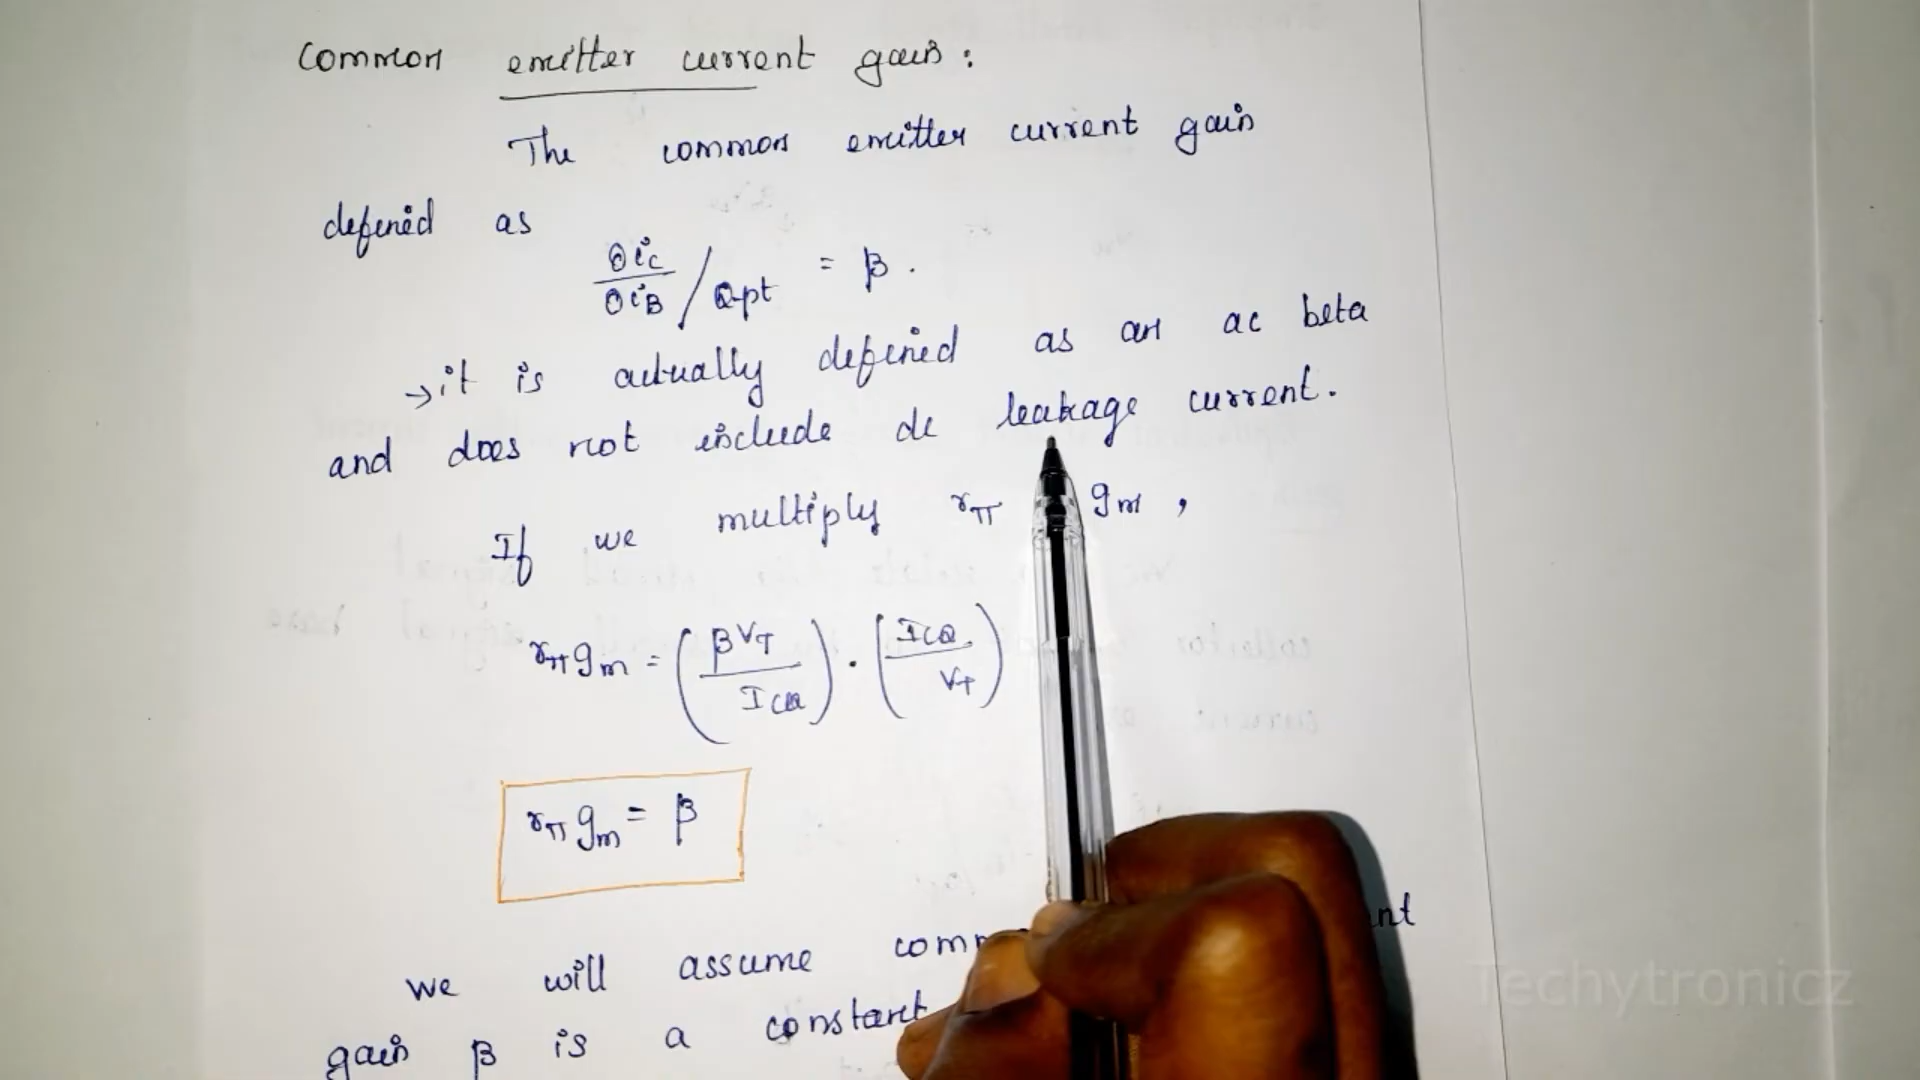 Common emitter current gain:
The common emitter current gain
defined as
∂iC/∂iB / Q-pt = β.
→ it is actually defined as an ac beta
and does not include dc leakage current.
If we multiply rπ gm,
rπ gm = (βVT / ICQ) · (ICQ / VT)
rπ gm = β
we will assume
gain β is a constant
Techytronicz